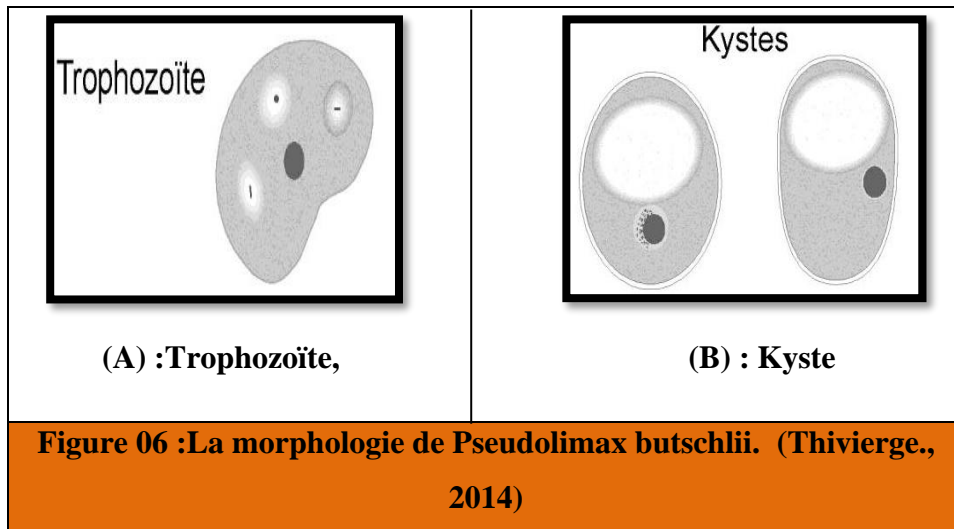 Trophozoïte
Kystes
(A) :Trophozoïte,
(B) : Kyste
Figure 06 :La morphologie de Pseudolimax butschlii. (Thivierge.,
2014)